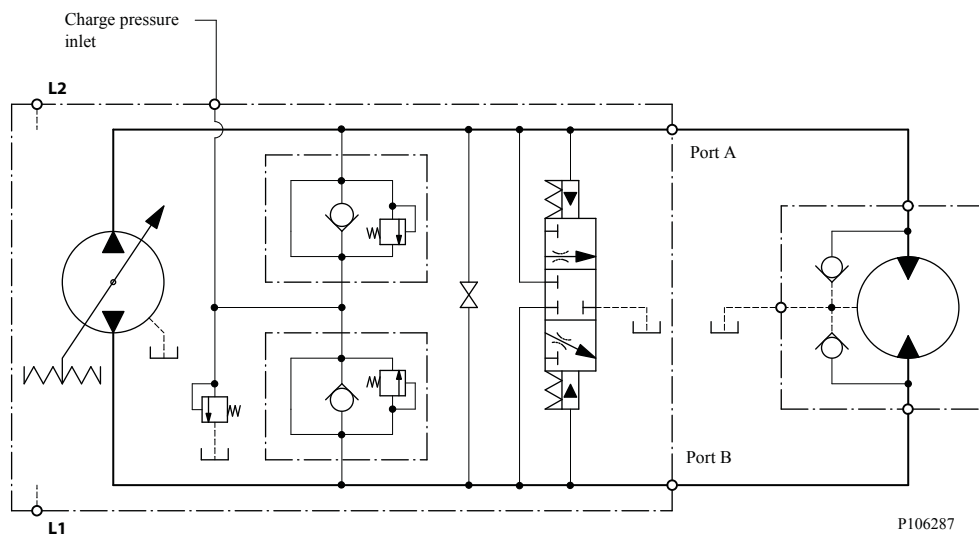 Charge pressure
inlet
L2
Port A
Port B
L1
P106287